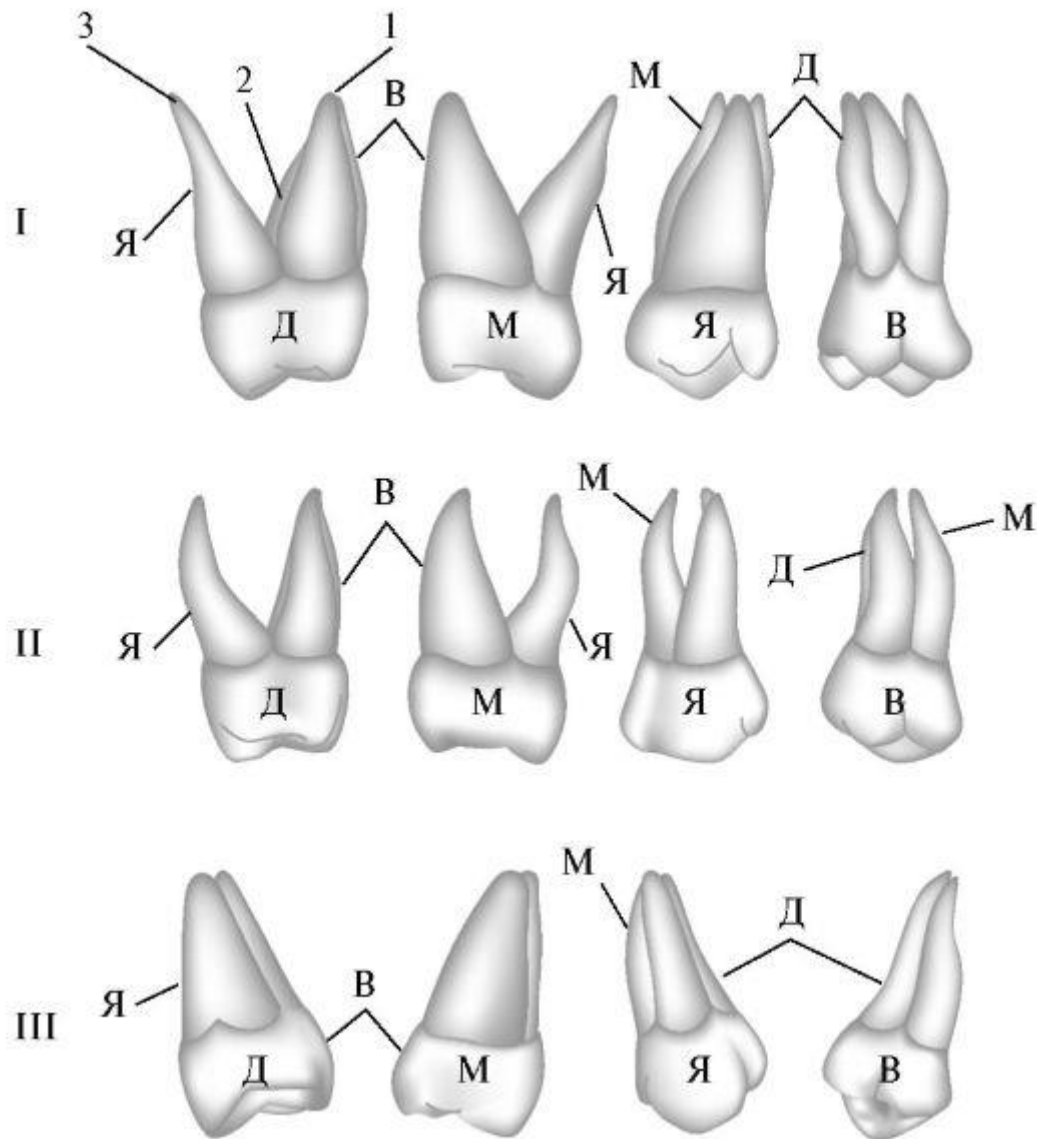 3 1
2 В М Д
I
Я Я
Д М Я В
В М
М
Д
II
Я Я
Д М Я В
М
Д
Я В
III
Д М Я В